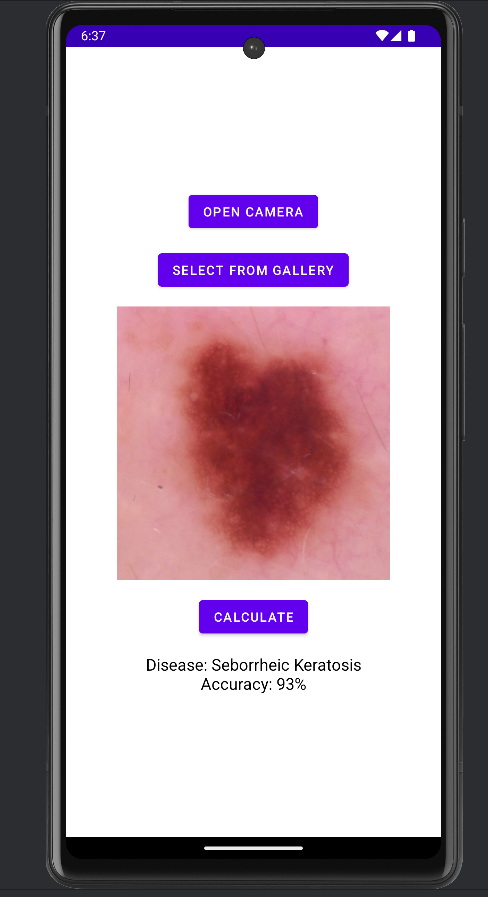 6:37
OPEN CAMERA
SELECT FROM GALLERY
CALCULATE
Disease: Seborrheic Keratosis
Accuracy: 93%